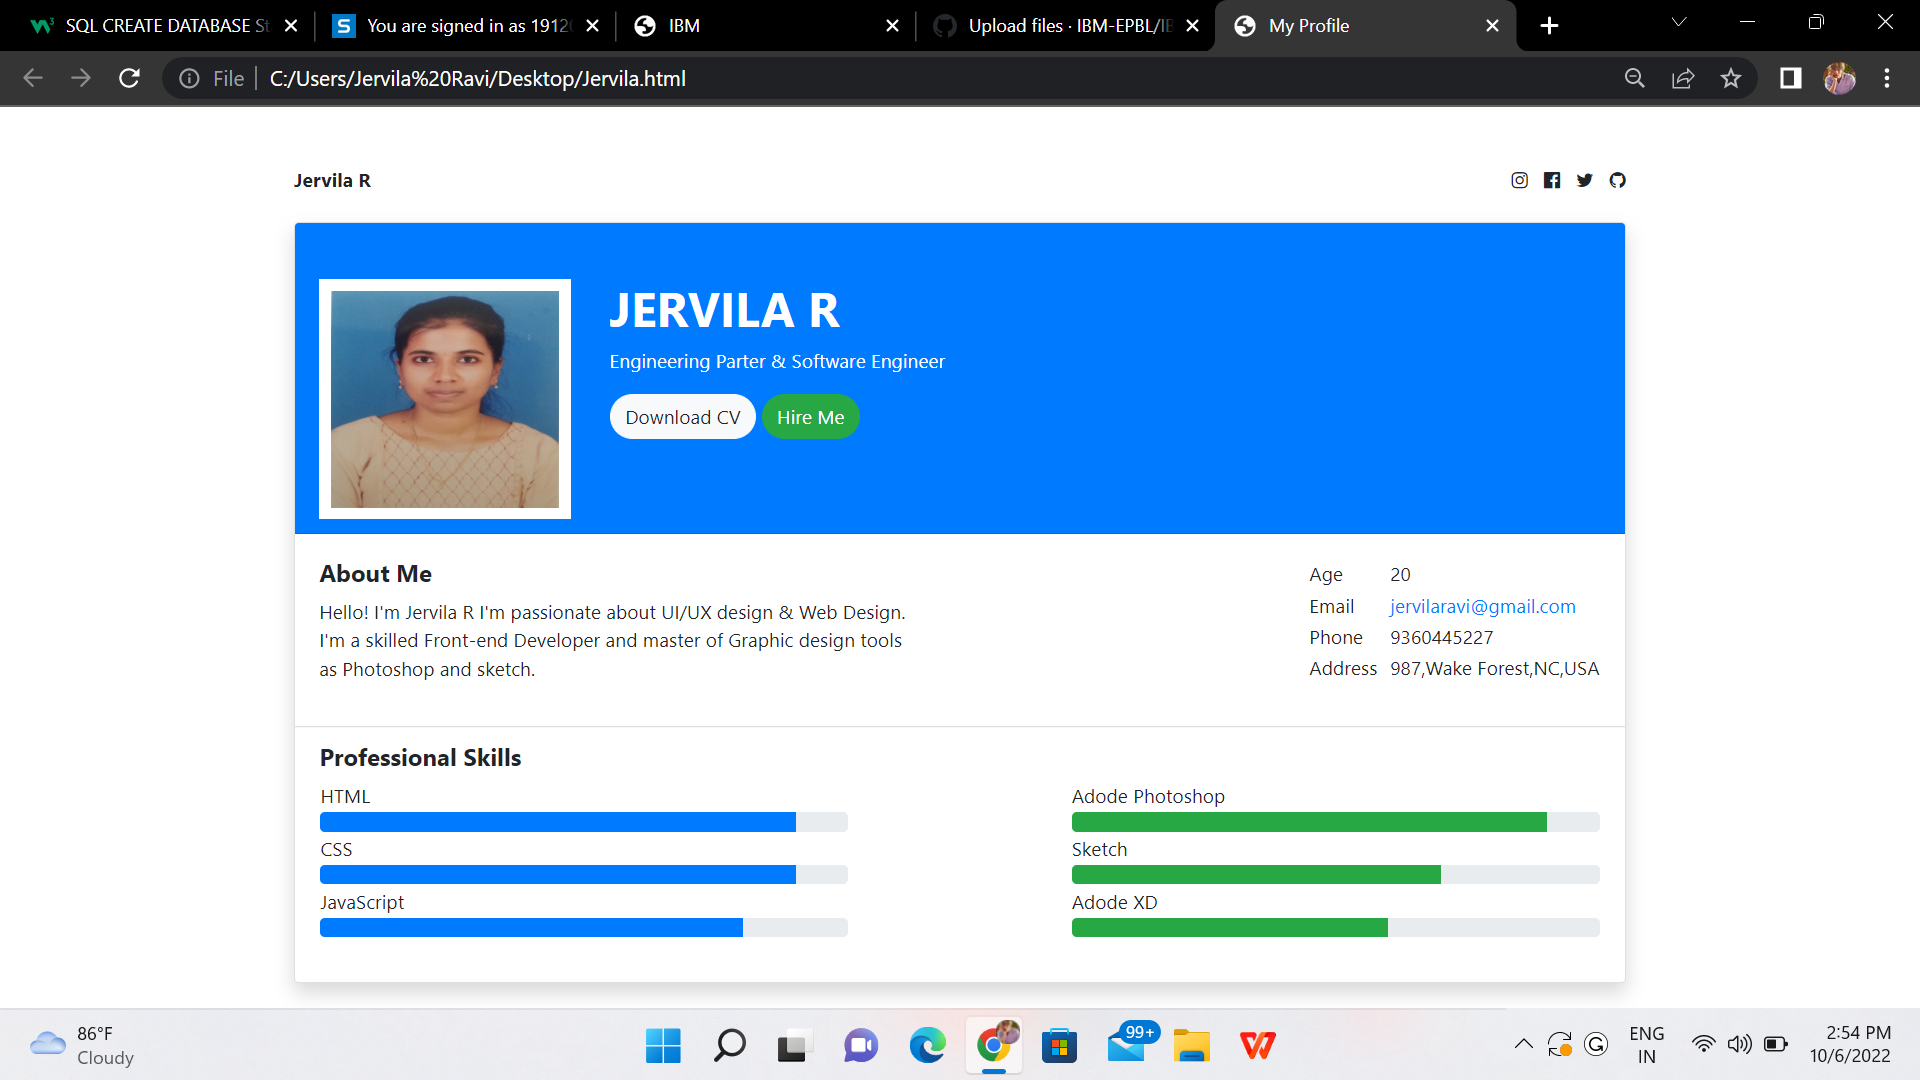 SQL CREATE DATABASE St
You are signed in as 1912
IBM
Upload files · IBM-EPBL/IB
My Profile
File
C:/Users/Jervila%20Ravi/Desktop/Jervila.html
Jervila R
JERVILA R
Engineering Parter & Software Engineer
Download CV
Hire Me
About Me
Hello! I'm Jervila R I'm passionate about UI/UX design & Web Design.
I'm a skilled Front-end Developer and master of Graphic design tools
as Photoshop and sketch.
Age 20
Email jervilaravi@gmail.com
Phone 9360445227
Address 987,Wake Forest,NC,USA
Professional Skills
HTML
CSS
JavaScript
Adode Photoshop
Sketch
Adode XD
86°F
Cloudy
99+
ENG
IN
2:54 PM
10/6/2022